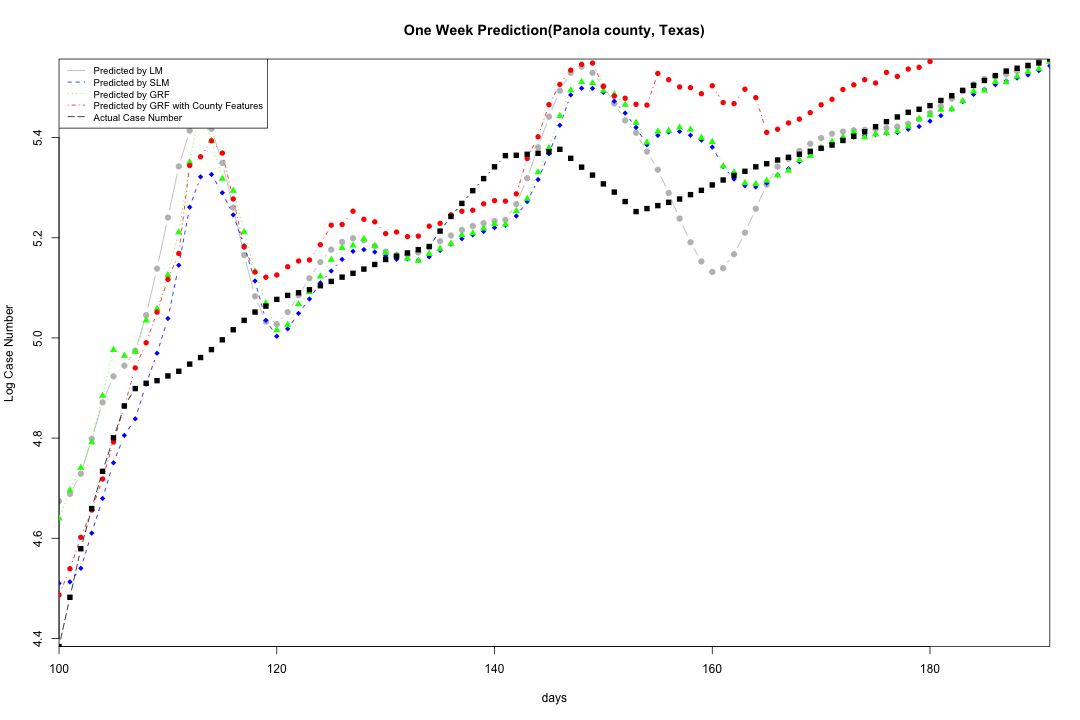 One Week Prediction(Panola county, Texas)
Predicted by LM
Predicted by SLM
Predicted by GRF
Predicted by GRF with County Features
Actual Case Number
5.4
5.2
5.0
4.8
4.6
4.4
Log Case Number
100
120
140
160
180
days